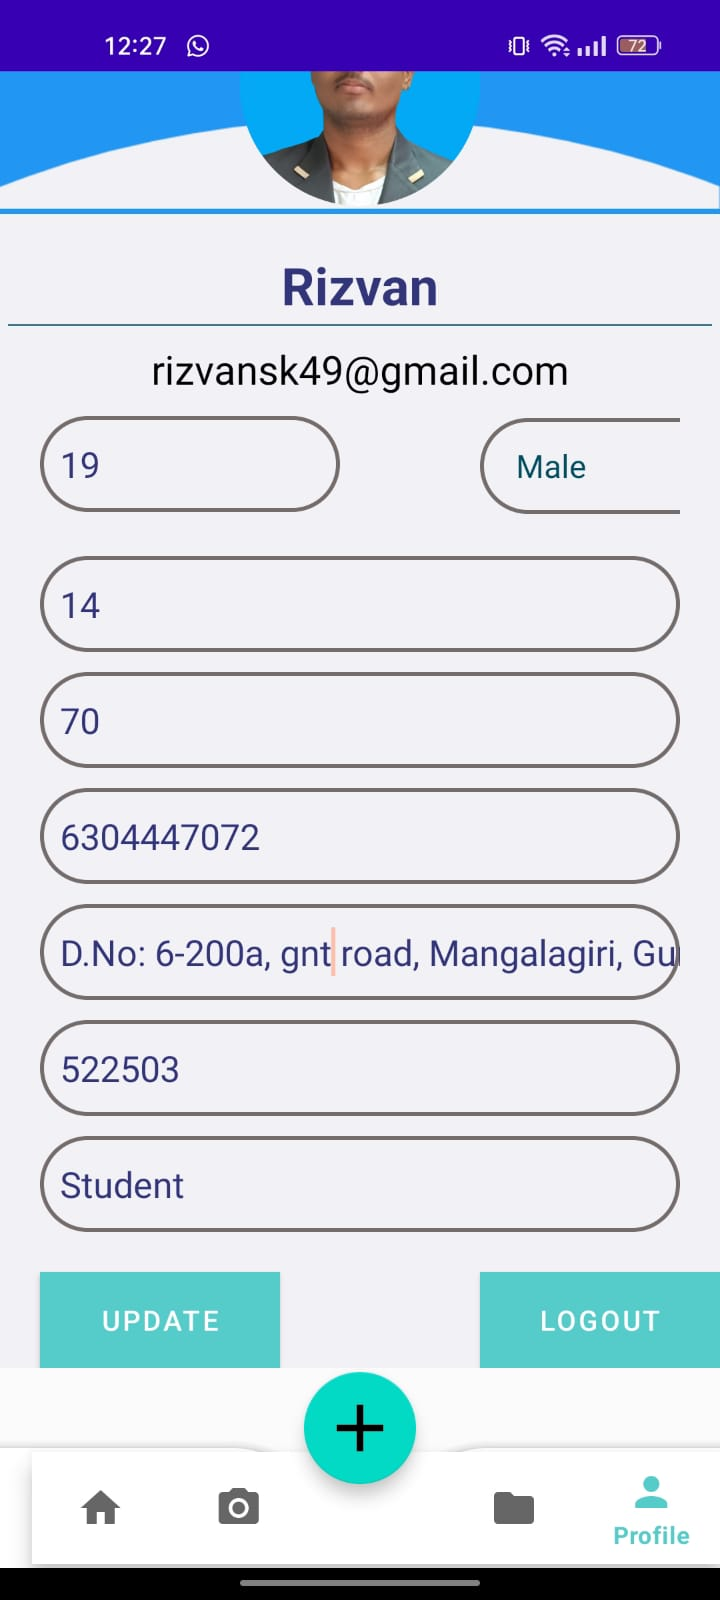 12:27
72
Rizvan
rizvansk49@gmail.com
19
Male
14
70
6304447072
D.No: 6-200a, gnt road, Mangalagiri, Gu
522503
Student
UPDATE
LOGOUT
Profile